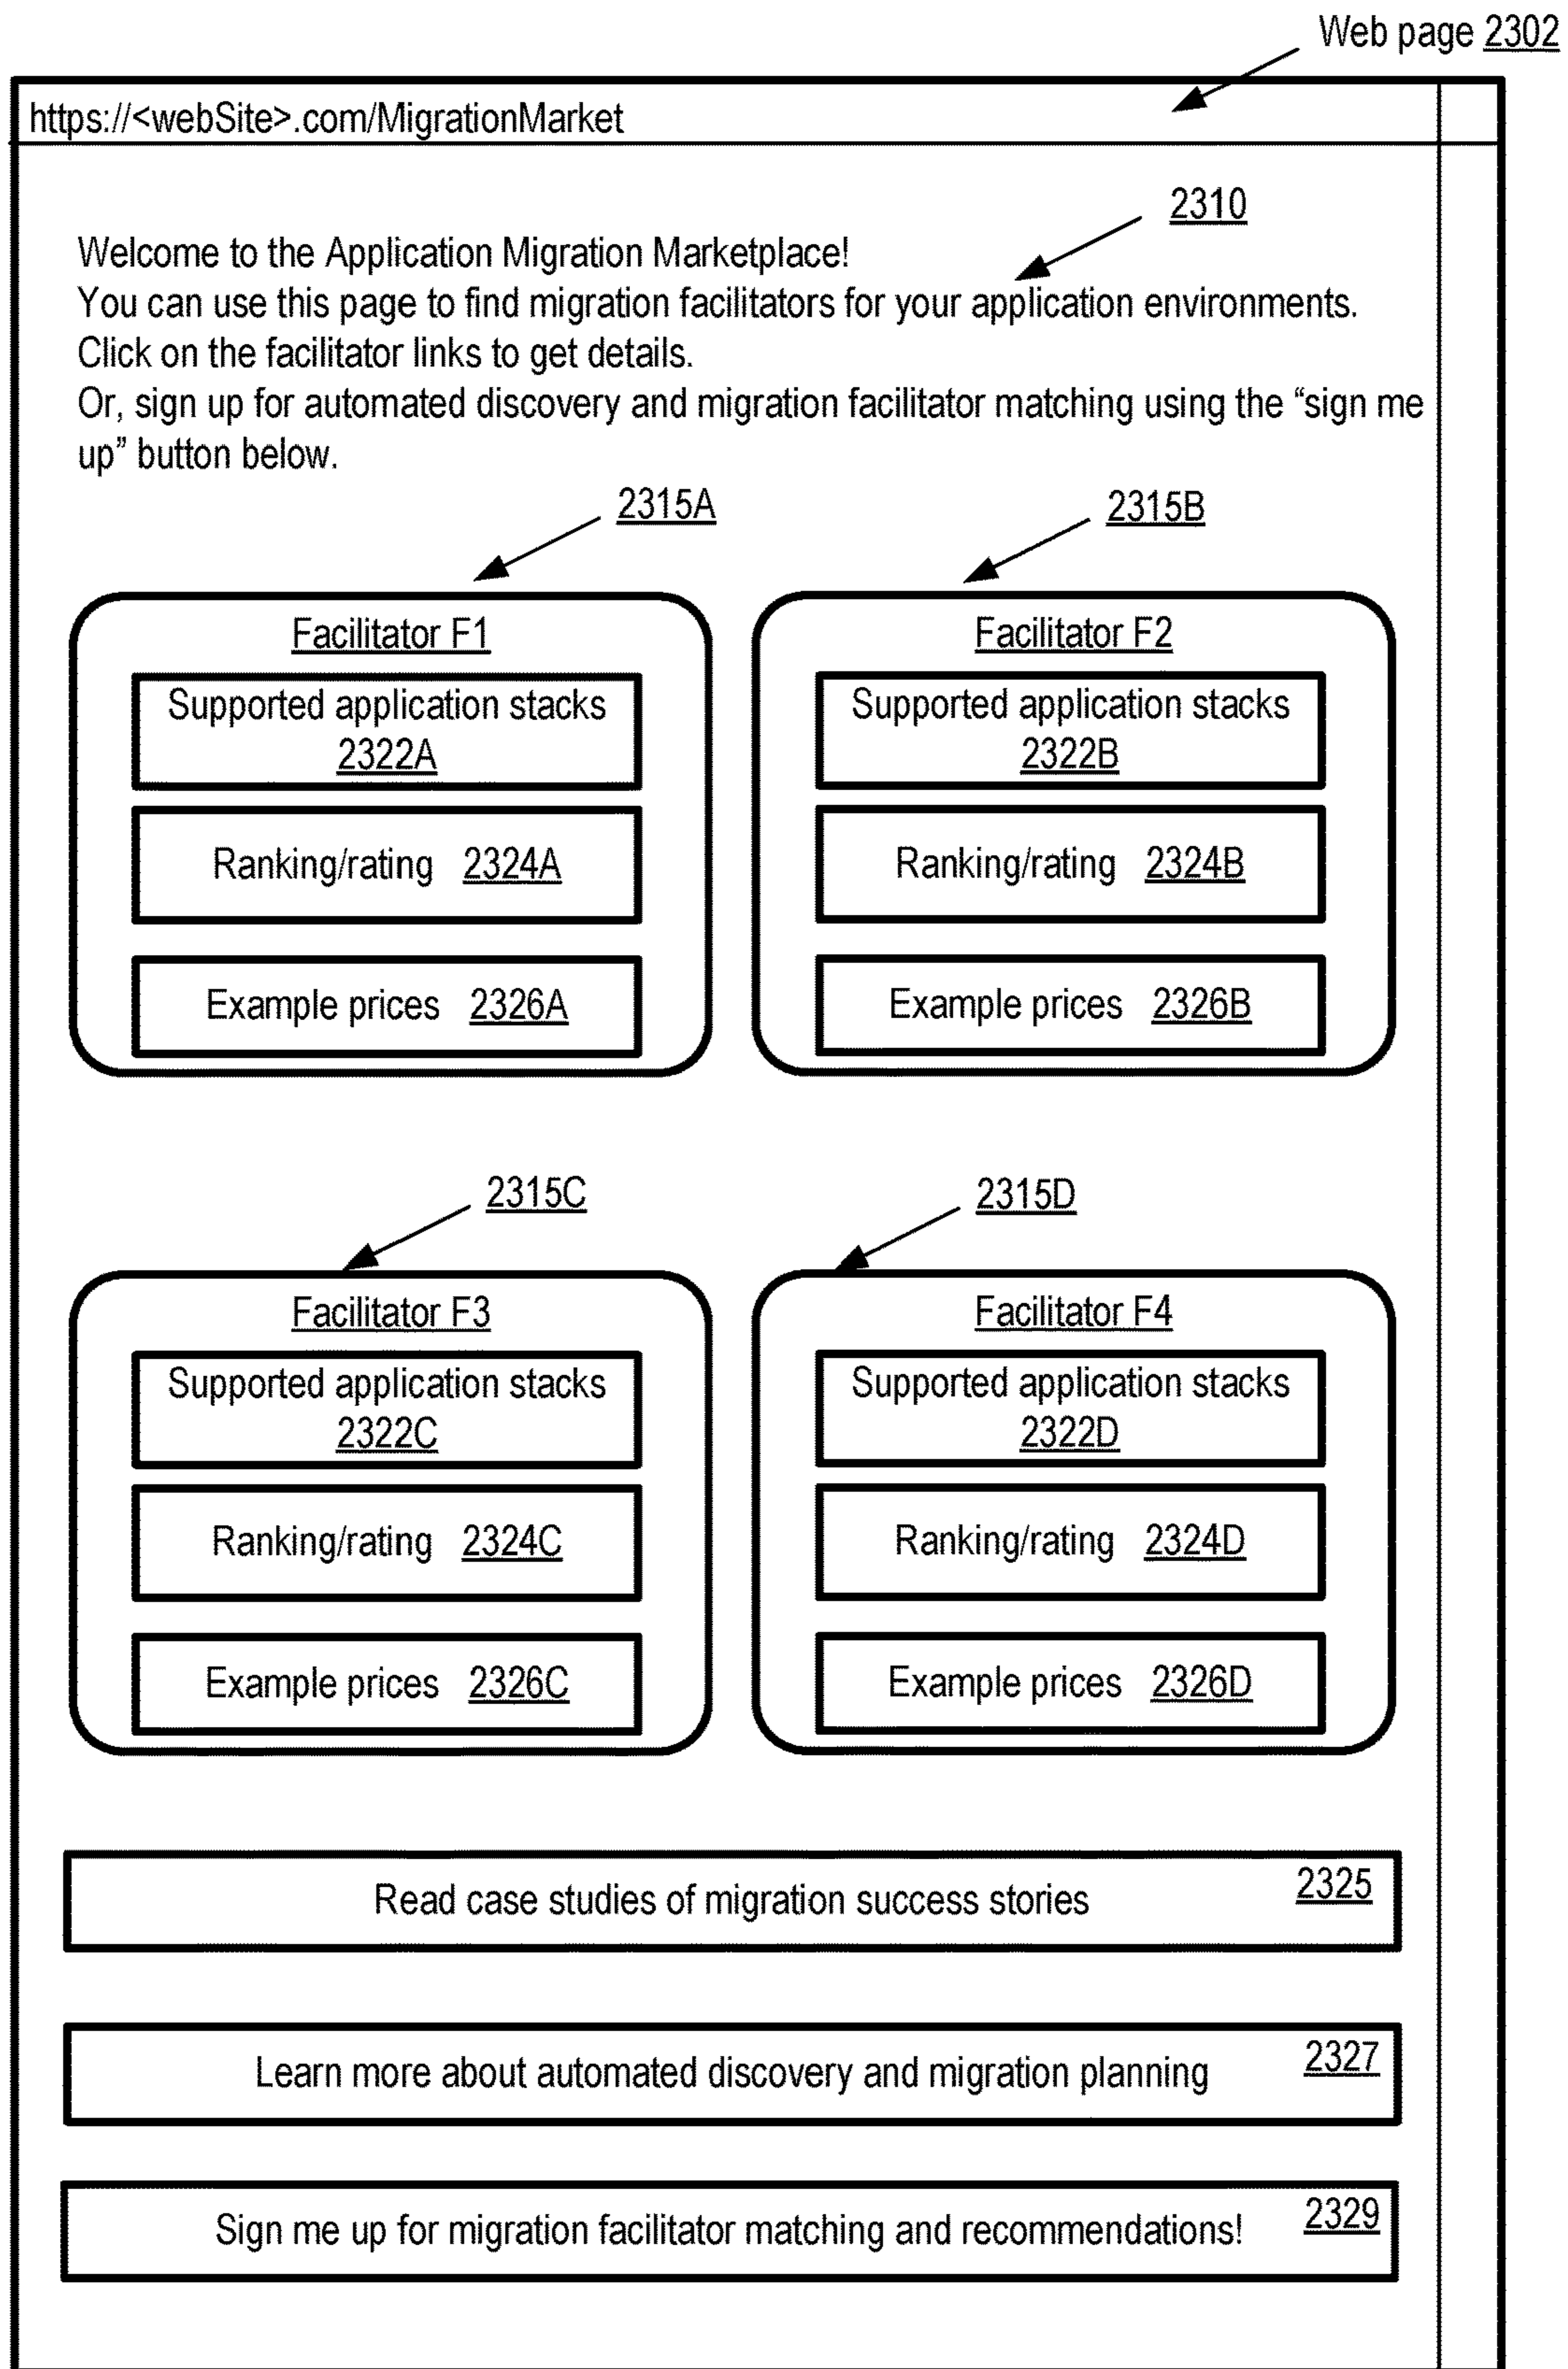 Web page 2302
https://<webSite>.com/MigrationMarket
2310
Welcome to the Application Migration Marketplace!
You can use this page to find migration facilitators for your application environments.
Click on the facilitator links to get details.
Or, sign up for automated discovery and migration facilitator matching using the “sign me
up” button below.
2315A
2315B
Facilitator F1
Supported application stacks
2322A
Ranking/rating 2324A
Example prices 2326A
Facilitator F2
Supported application stacks
2322B
Ranking/rating 2324B
Example prices 2326B
2315C
2315D
Facilitator F3
Supported application stacks
2322C
Ranking/rating 2324C
Example prices 2326C
Facilitator F4
Supported application stacks
2322D
Ranking/rating 2324D
Example prices 2326D
Read case studies of migration success stories 2325
Learn more about automated discovery and migration planning 2327
Sign me up for migration facilitator matching and recommendations! 2329